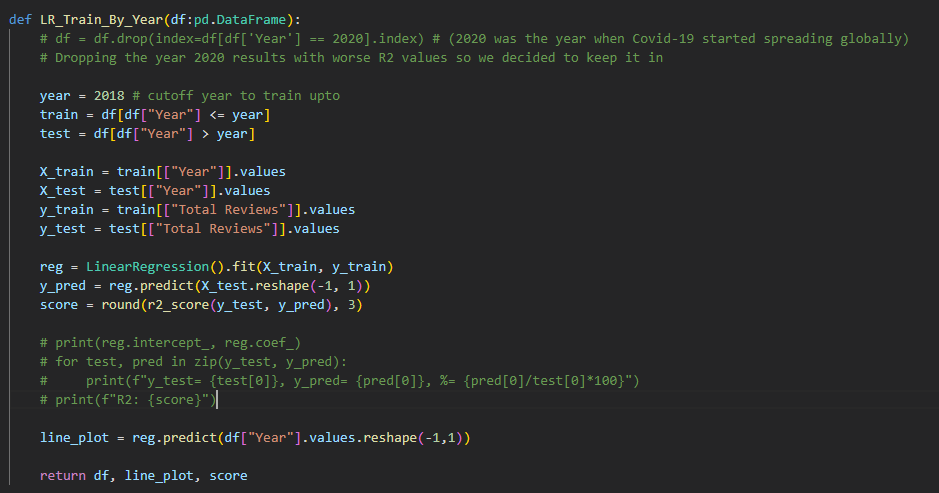 def LR_Train_By_Year(df:pd.DataFrame):
    # df = df.drop(index=df[df['Year'] == 2020].index) # (2020 was the year when Covid-19 started spreading globally)
    # Dropping the year 2020 results with worse R2 values so we decided to keep it in
    year = 2018 # cutoff year to train upto
    train = df[df["Year"] <= year]
    test = df[df["Year"] > year]
    X_train = train[["Year"]].values
    X_test = test[["Year"]].values
    y_train = train[["Total Reviews"]].values
    y_test = test[["Total Reviews"]].values
    reg = LinearRegression().fit(X_train, y_train)
    y_pred = reg.predict(X_test.reshape(-1, 1))
    score = round(r2_score(y_test, y_pred), 3)
    # print(reg.intercept_, reg.coef_)
    # for test, pred in zip(y_test, y_pred):
    #     print(f"y_test= {test[0]}, y_pred= {pred[0]}, %= {pred[0]/test[0]*100}")
    # print(f"R2: {score}")
    line_plot = reg.predict(df["Year"].values.reshape(-1,1))
    return df, line_plot, score